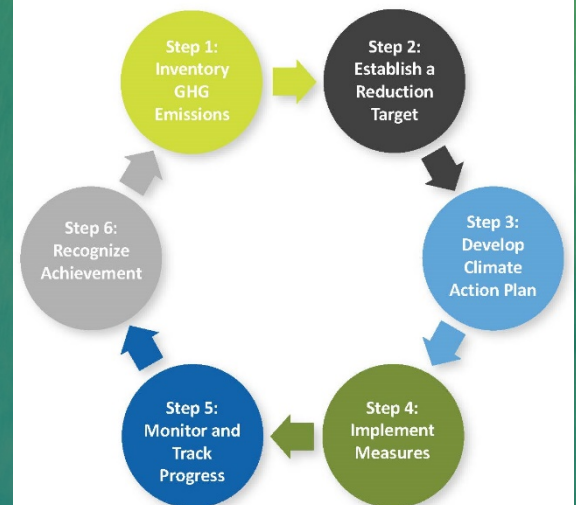 Step 1:
Inventory
GHG
Emissions
Step 2:
Establish a
Reduction
Target
Step 3:
Develop
Climate
Action Plan
Step 4:
Implement
Measures
Step 5:
Monitor and
Track
Progress
Step 6:
Recognize
Achievement